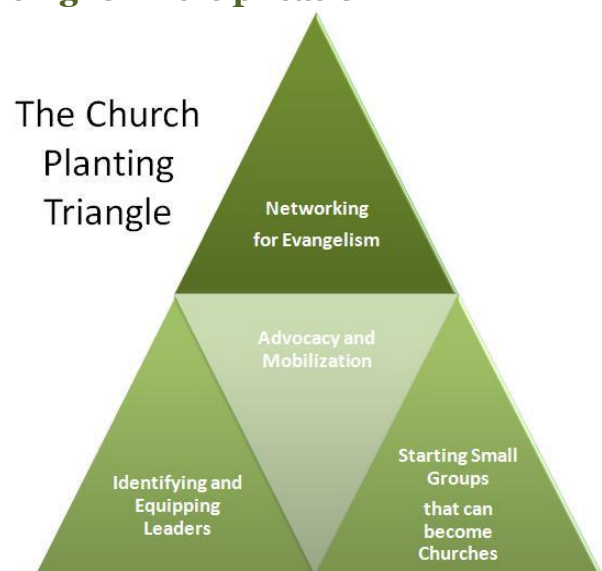 The Church
Planting
Triangle
Networking
for Evangelism
Advocacy and
Mobilization
Identifying and
Equipping
Leaders
Starting Small
Groups
that can
become
Churches